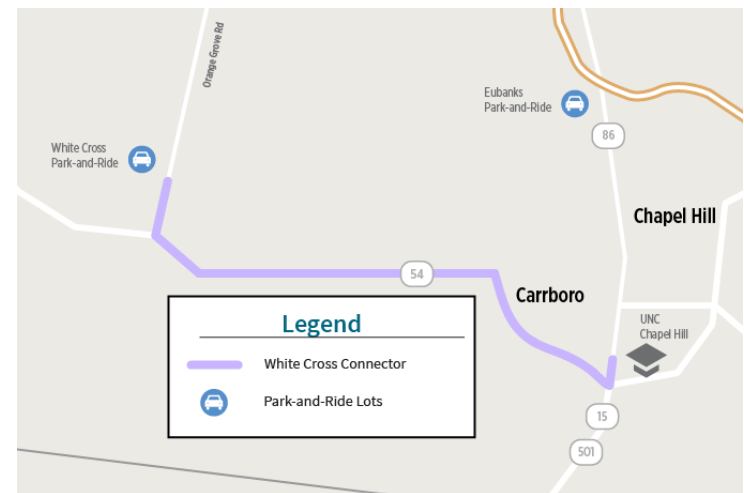 Orange Grove Rd
Eubanks
Park-and-Ride
86
White Cross
Park-and-Ride
Chapel Hill
54
Carrboro
UNC
Chapel Hill
Legend
White Cross Connector
Park-and-Ride Lots
15
501